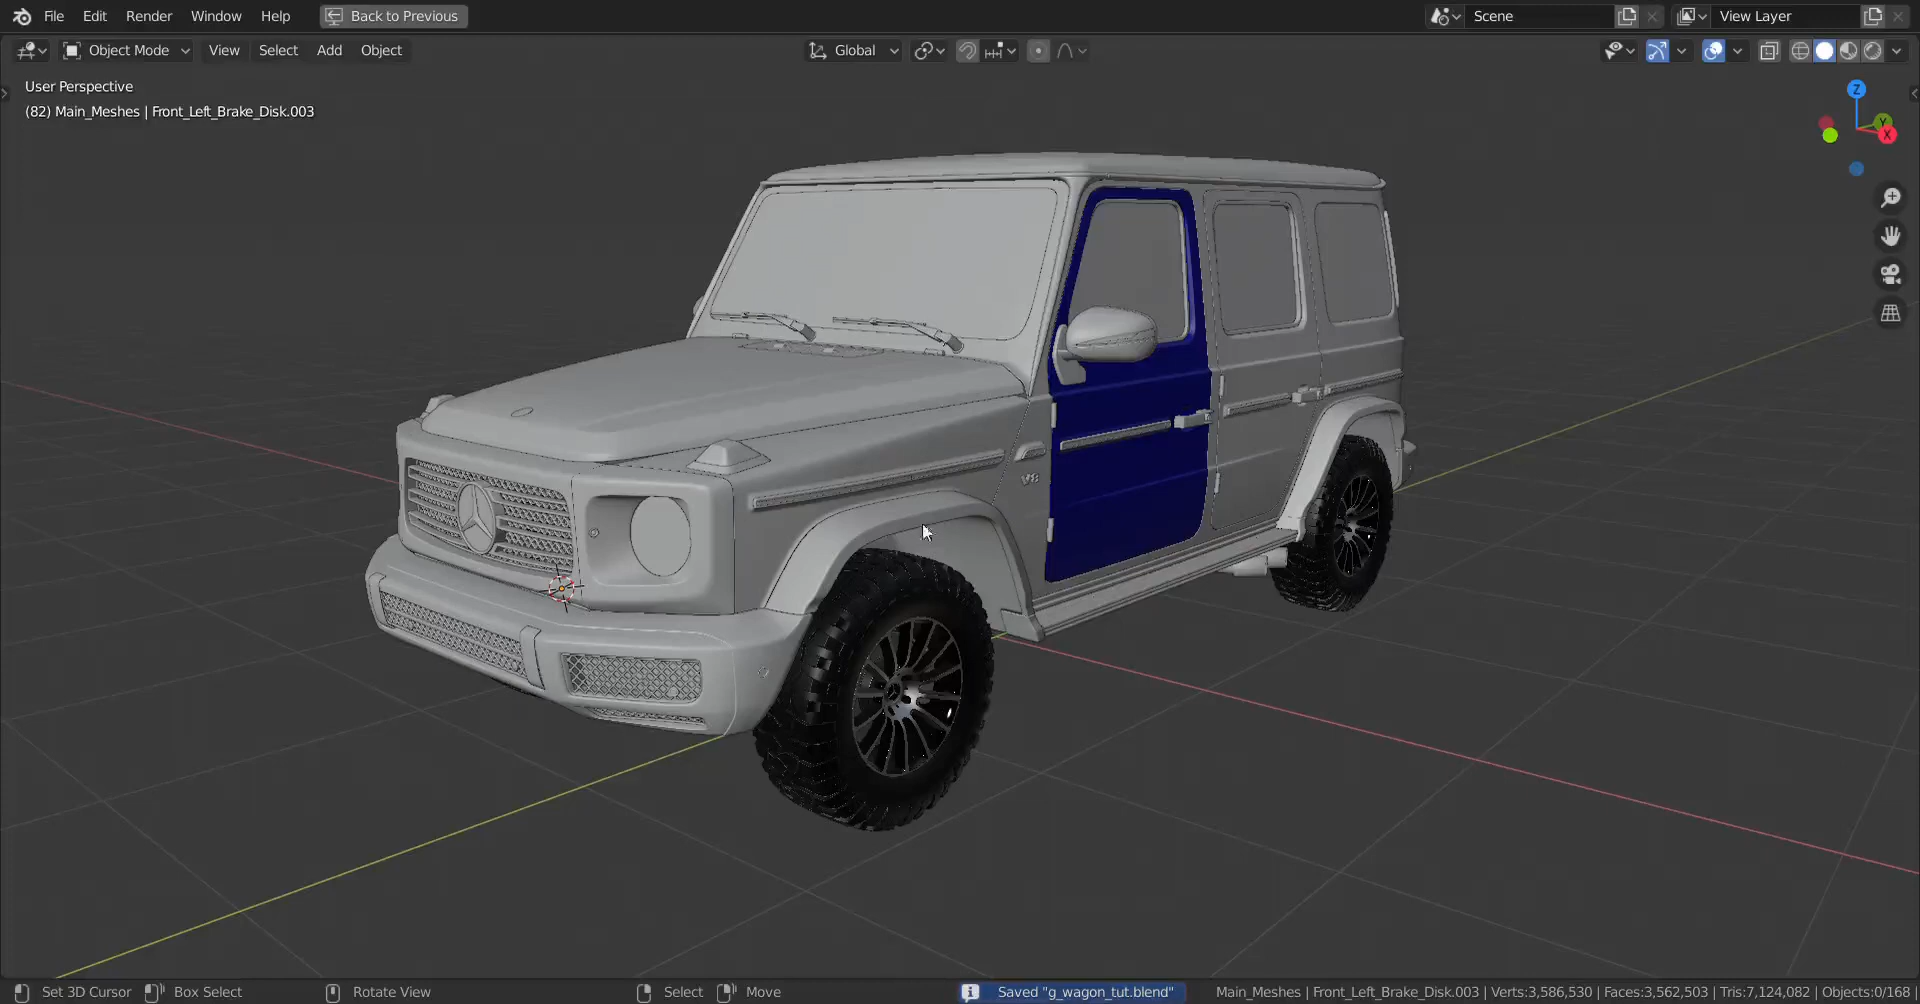 File Edit Render Window Help Back to Previous Scene View Layer
Object Mode View Select Add Object Global
User Perspective
(82) Main_Meshes | Front_Left_Brake_Disk.003
Z
Y
X
V8
Set 3D Cursor Box Select Rotate View Select Move Saved "g_wagon_tut.blend" Main_Meshes | Front_Left_Brake_Disk.003 | Verts:3,586,530 | Faces:3,562,503 | Tris:7,124,082 | Objects:0/168